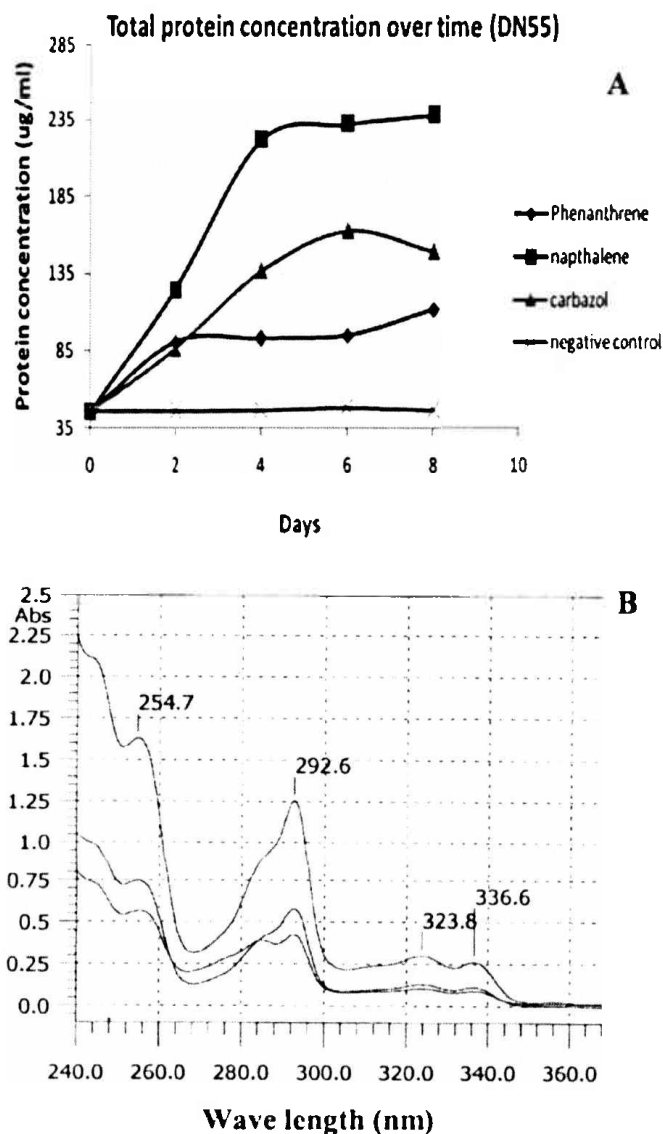 Total protein concentration over time (DN55)
A
Protein concentration (ug/ml)
285
235
185
135
85
35
0 2 4 6 8 10
Days
Phenanthrene
napthalene
carbazol
negative control
B
2.5
Abs
2.25
2.0
1.75
1.5
1.25
1.0
0.75
0.5
0.25
0.0
254.7
292.6
323.8
336.6
240.0 260.0 280.0 300.0 320.0 340.0 360.0
Wave length (nm)